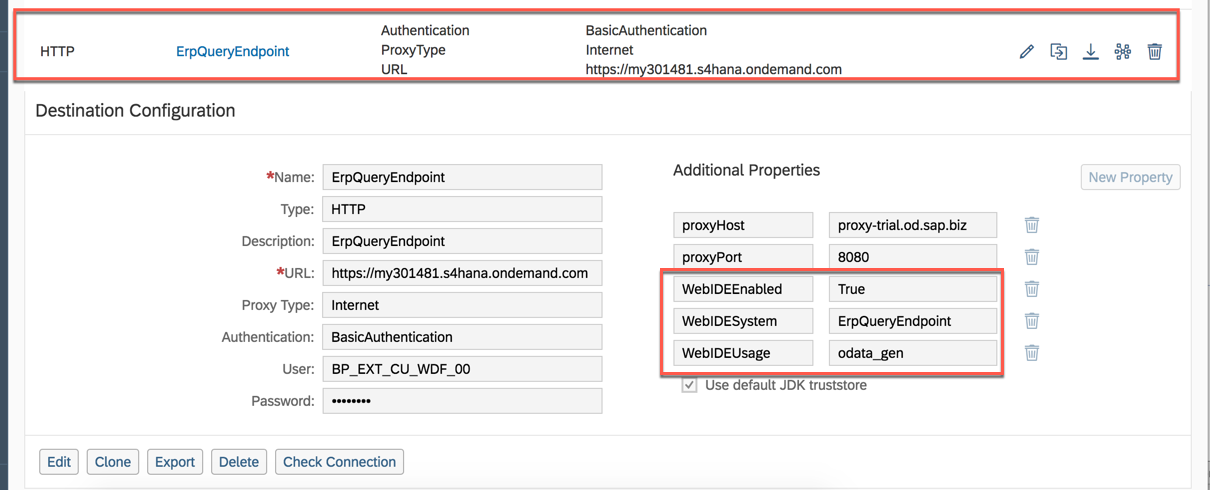 HTTP ErpQueryEndpoint Authentication BasicAuthentication
ProxyType Internet
URL https://my301481.s4hana.ondemand.com
Destination Configuration
*Name: ErpQueryEndpoint
Type: HTTP
Description: ErpQueryEndpoint
*URL: https://my301481.s4hana.ondemand.com
Proxy Type: Internet
Authentication: BasicAuthentication
User: BP_EXT_CU_WDF_00
Password: ••••••••
Additional Properties New Property
proxyHost proxy-trial.od.sap.biz
proxyPort 8080
WebIDEEnabled True
WebIDESystem ErpQueryEndpoint
WebIDEUsage odata_gen
Use default JDK truststore
Edit Clone Export Delete Check Connection